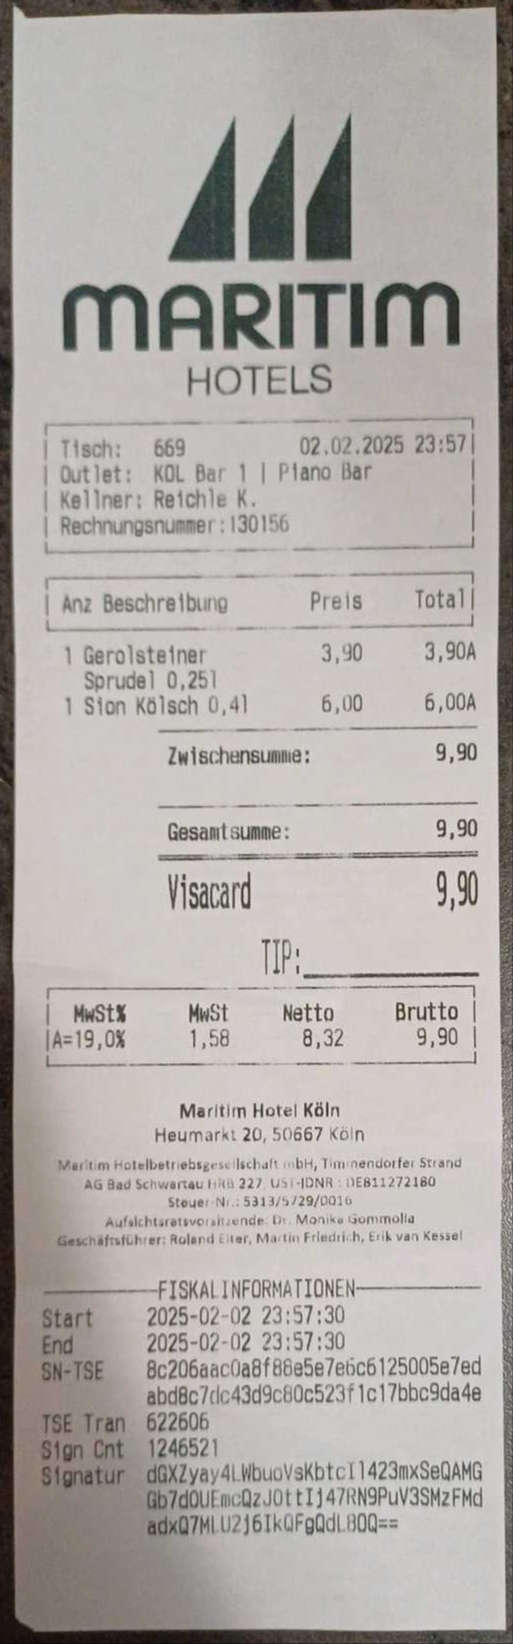 MARITIM
HOTELS
Tisch: 669 02.02.2025 23:57
Outlet: KOL Bar 1 | Piano Bar
Kellner: Reichle K.
Rechnungsnummer:130156
Anz Beschreibung Preis Total
1 Gerolsteiner 3,90 3,90A
Sprudel 0,25l
1 Sion Kölsch 0,4l 6,00 6,00A
Zwischensumme: 9,90
Gesamtsumme: 9,90
Visacard 9,90
TIP:
MwSt% MwSt Netto Brutto
A=19,0% 1,58 8,32 9,90
Maritim Hotel Köln
Heumarkt 20, 50667 Köln
Maritim Hotelbetriebsgesellschaft mbH, Timmendorfer Strand
AG Bad Schwartau HRB 227, UST-IDNR : DE811272180
Steuer-Nr.: 5313/5729/0016
Aufsichtsratsvorsitzende: Dr. Monika Gommolla
Geschäftsführer: Roland Elter, Martin Friedrich, Erik van Kessel
FISKALINFORMATIONEN
Start 2025-02-02 23:57:30
End 2025-02-02 23:57:30
SN-TSE 8c206aac0a8f86e5e7e6c6125005e7ed
abd8c7dc43d9c80c523f1c17bbc9da4e
TSE Tran 622606
Sign Cnt 1246521
Signatur dGXZyay4LWbuoVsKbtcIl423mxSeQAMG
Gb7dOUEmcQzJOttIj47RN9PuV3SMzFMd
adxQ7MLU2j6IkQFgQdL80Q==